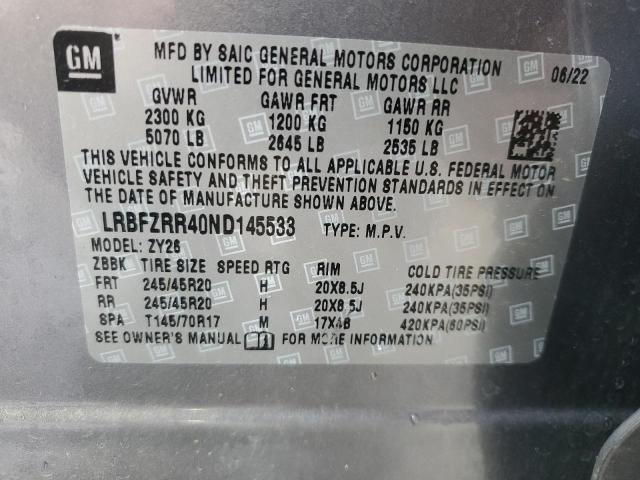 GM
MFD BY SAIC GENERAL MOTORS CORPORATION
LIMITED FOR GENERAL MOTORS LLC
06/22
GVWR GAWR FRT GAWR RR
2300 KG 1200 KG 1150 KG
5070 LB 2645 LB 2535 LB
THIS VEHICLE CONFORMS TO ALL APPLICABLE U.S. FEDERAL MOTOR
VEHICLE SAFETY AND THEFT PREVENTION STANDARDS IN EFFECT ON
THE DATE OF MANUFACTURE SHOWN ABOVE.
LRBFZRR40ND145533 TYPE: M.P.V.
MODEL: ZY26
ZBBK TIRE SIZE SPEED RTG RIM COLD TIRE PRESSURE
FRT 245/45R20 H 20X8.5J 240KPA(35PSI)
RR 245/45R20 H 20X8.5J 240KPA(35PSI)
SPA T145/70R17 M 17X4B 420KPA(60PSI)
SEE OWNER'S MANUAL FOR MORE INFORMATION